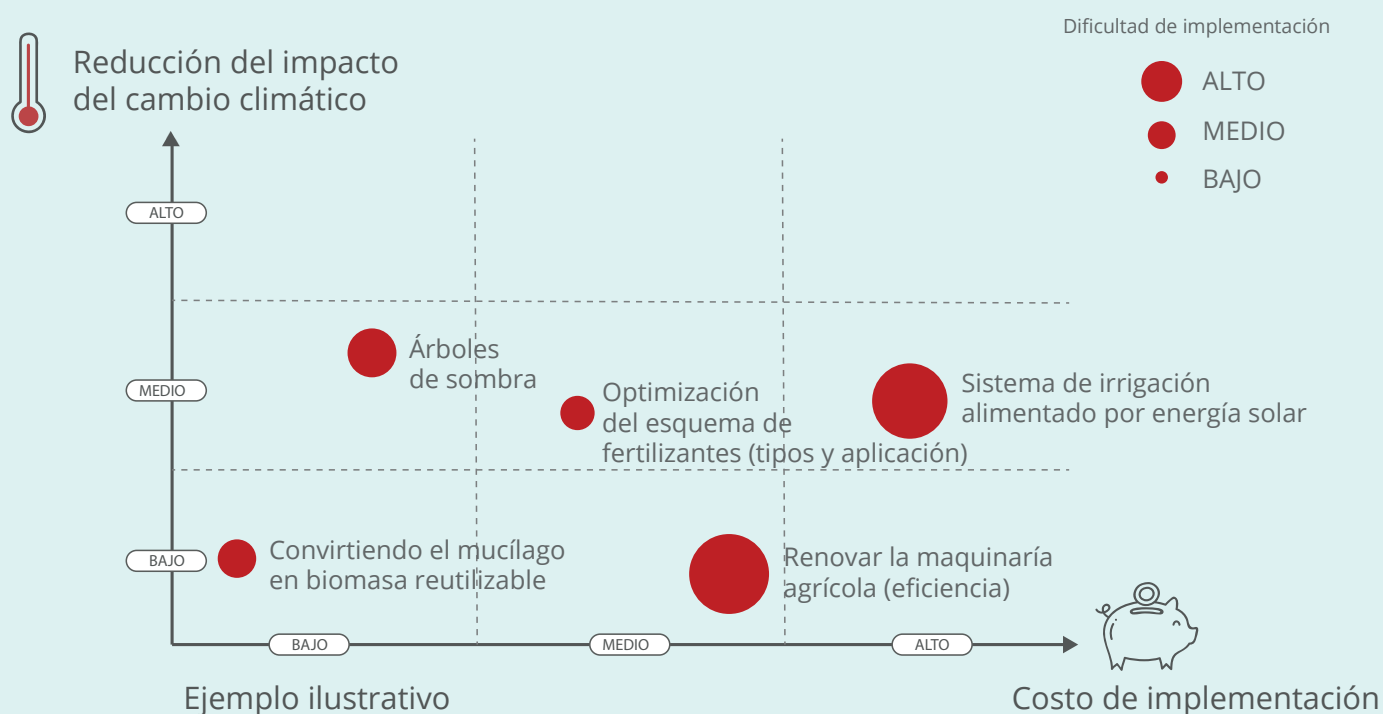 Dificultad de implementación
ALTO
MEDIO
BAJO
Reducción del impacto
del cambio climático
ALTO
MEDIO
BAJO
Árboles
de sombra
Optimización
del esquema de
fertilizantes (tipos y aplicación)
Sistema de irrigación
alimentado por energía solar
Convirtiendo el mucílago
en biomasa reutilizable
Renovar la maquinaría
agrícola (eficiencia)
BAJO
MEDIO
ALTO
Ejemplo ilustrativo
Costo de implementación